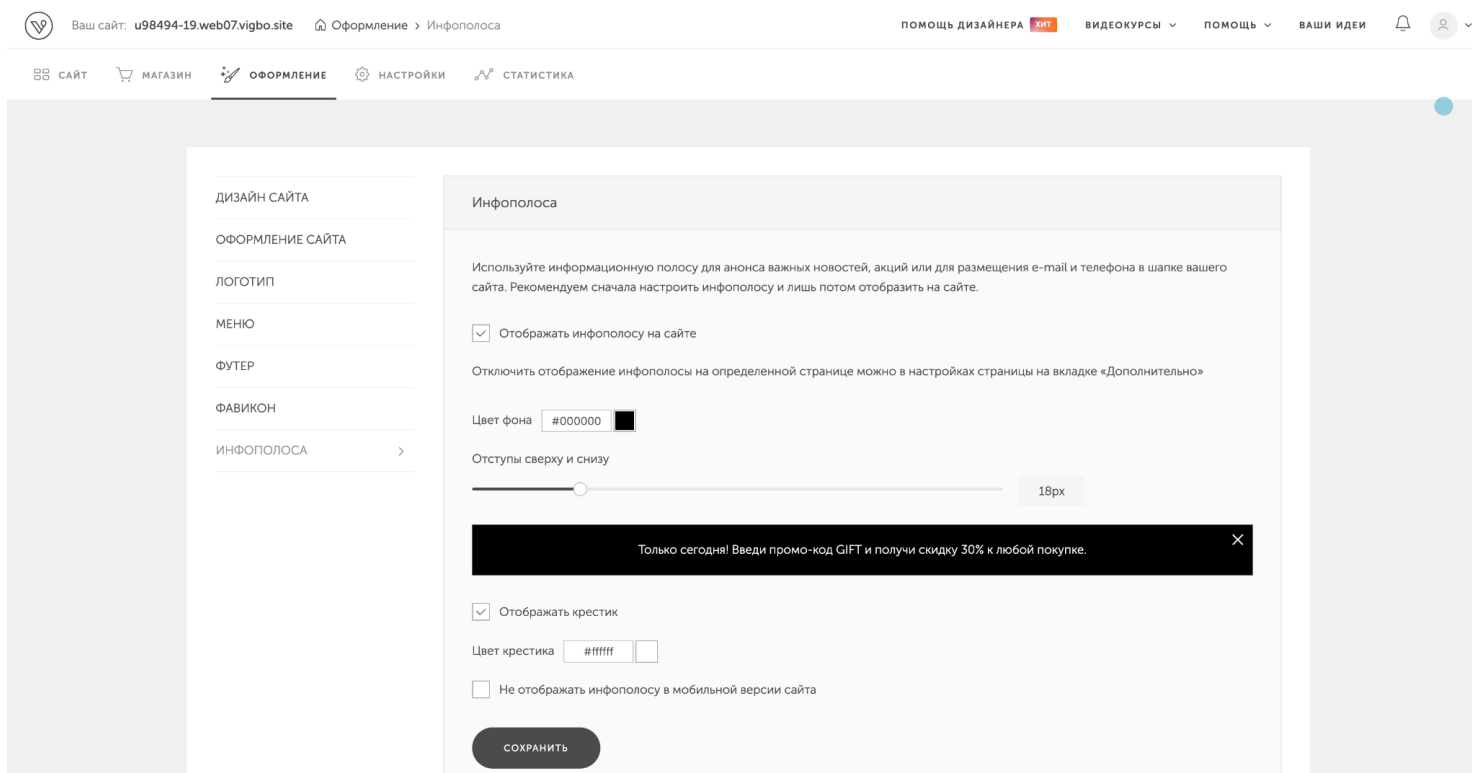 Ваш сайт: u98494-19.web07.vigbo.site Оформление > Инфополоса ПОМОЩЬ ДИЗАЙНЕРА ХИТ ВИДЕОКУРСЫ ПОМОЩЬ ВАШИ ИДЕИ
САЙТ МАГАЗИН ОФОРМЛЕНИЕ НАСТРОЙКИ СТАТИСТИКА
ДИЗАЙН САЙТА
ОФОРМЛЕНИЕ САЙТА
ЛОГОТИП
МЕНЮ
ФУТЕР
ФАВИКОН
ИНФОПОЛОСА
Инфополоса
Используйте информационную полосу для анонса важных новостей, акций или для размещения e-mail и телефона в шапке вашего
сайта. Рекомендуем сначала настроить инфополосу и лишь потом отобразить на сайте.
Отображать инфополосу на сайте
Отключить отображение инфополосы на определенной странице можно в настройках страницы на вкладке «Дополнительно»
Цвет фона #000000
Отступы сверху и снизу
18px
Только сегодня! Введи промо-код GIFT и получи скидку 30% к любой покупке.
Отображать крестик
Цвет крестика #ffffff
Не отображать инфополосу в мобильной версии сайта
СОХРАНИТЬ